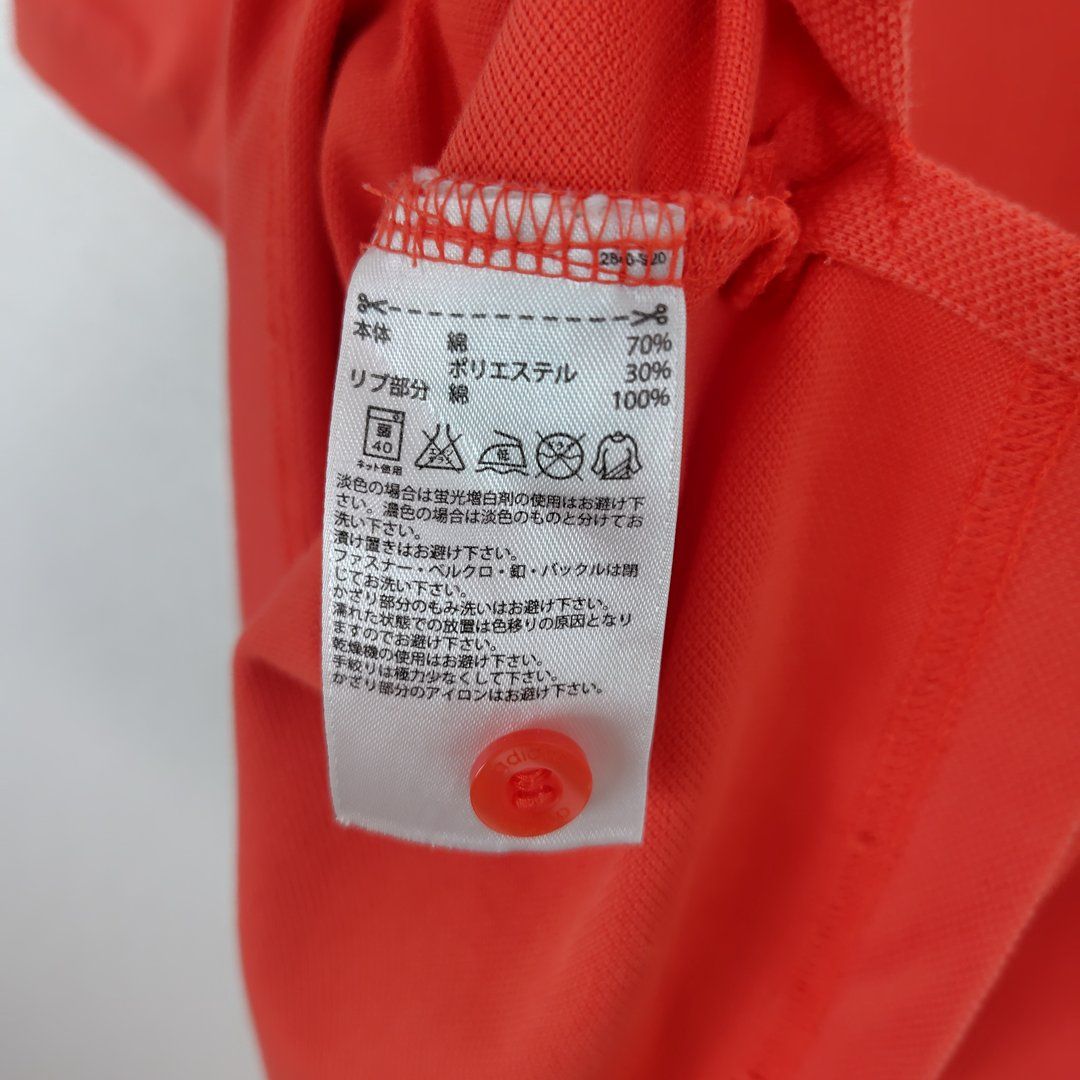 本体 綿 70%
ポリエステル 30%
リブ部分 綿 100%
弱
40
ネット使用
淡色の場合は蛍光増白剤の使用はお避け下
さい。濃色の場合は淡色のものと分けてお
洗い下さい。
漬け置きはお避け下さい。
ファスナー・ベルクロ・釦・バックルは閉
じてお洗い下さい。
かざり部分のもみ洗いはお避け下さい。
濡れた状態での放置は色移りの原因となり
ますのでお避け下さい。
乾燥機の使用はお避け下さい。
手絞りは極力少なくして下さい。
かざり部分のアイロンはお避け下さい。